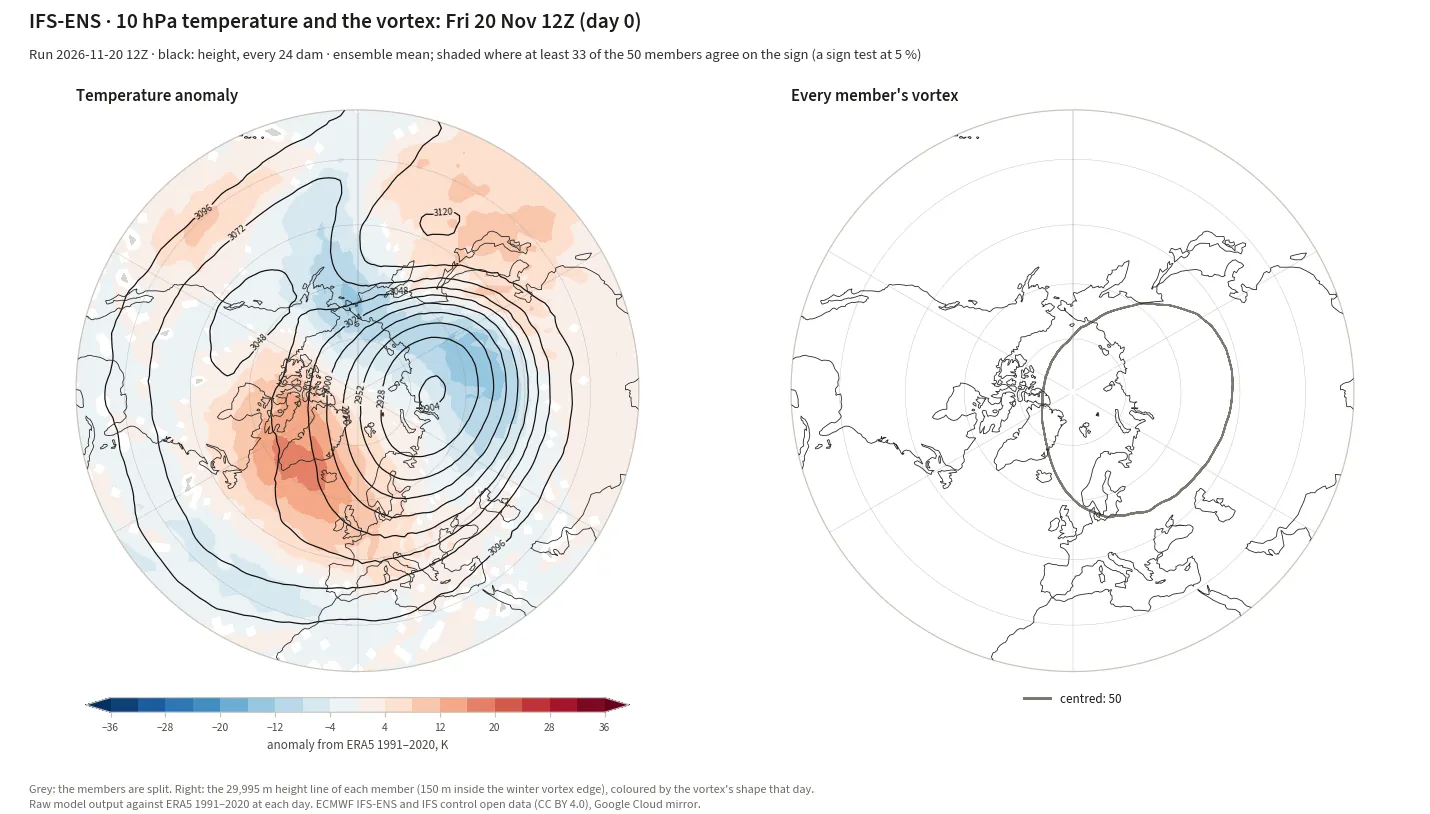 IFS-ENS · 10 hPa temperature and the vortex: Fri 20 Nov 12Z (day 0)
Run 2026-11-20 12Z · black: height, every 24 dam · ensemble mean; shaded where at least 33 of the 50 members agree on the sign (a sign test at 5 %)
Temperature anomaly
Every member's vortex
3096
3120
3072
3048
3048
2952
2928
3096
centred: 50
−36 −28 −20 −12 −4 4 12 20 28 36
anomaly from ERA5 1991–2020, K
Grey: the members are split. Right: the 29,995 m height line of each member (150 m inside the winter vortex edge), coloured by the vortex's shape that day.
Raw model output against ERA5 1991–2020 at each day. ECMWF IFS-ENS and IFS control open data (CC BY 4.0), Google Cloud mirror.